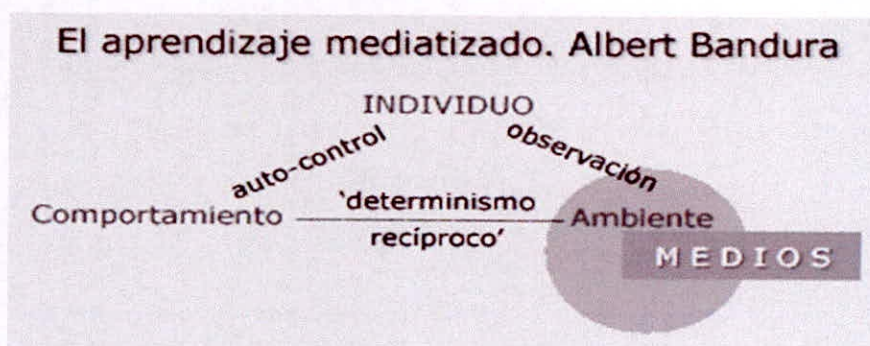 El aprendizaje mediatizado. Albert Bandura
INDIVIDUO
auto-control
observación
Comportamiento
'determinismo
recíproco'
Ambiente
MEDIOS